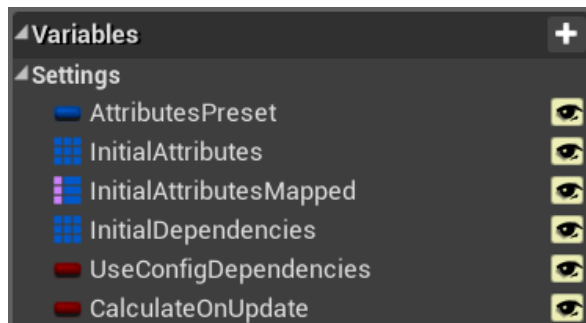 Variables
Settings
AttributesPreset
InitialAttributes
InitialAttributesMapped
InitialDependencies
UseConfigDependencies
CalculateOnUpdate